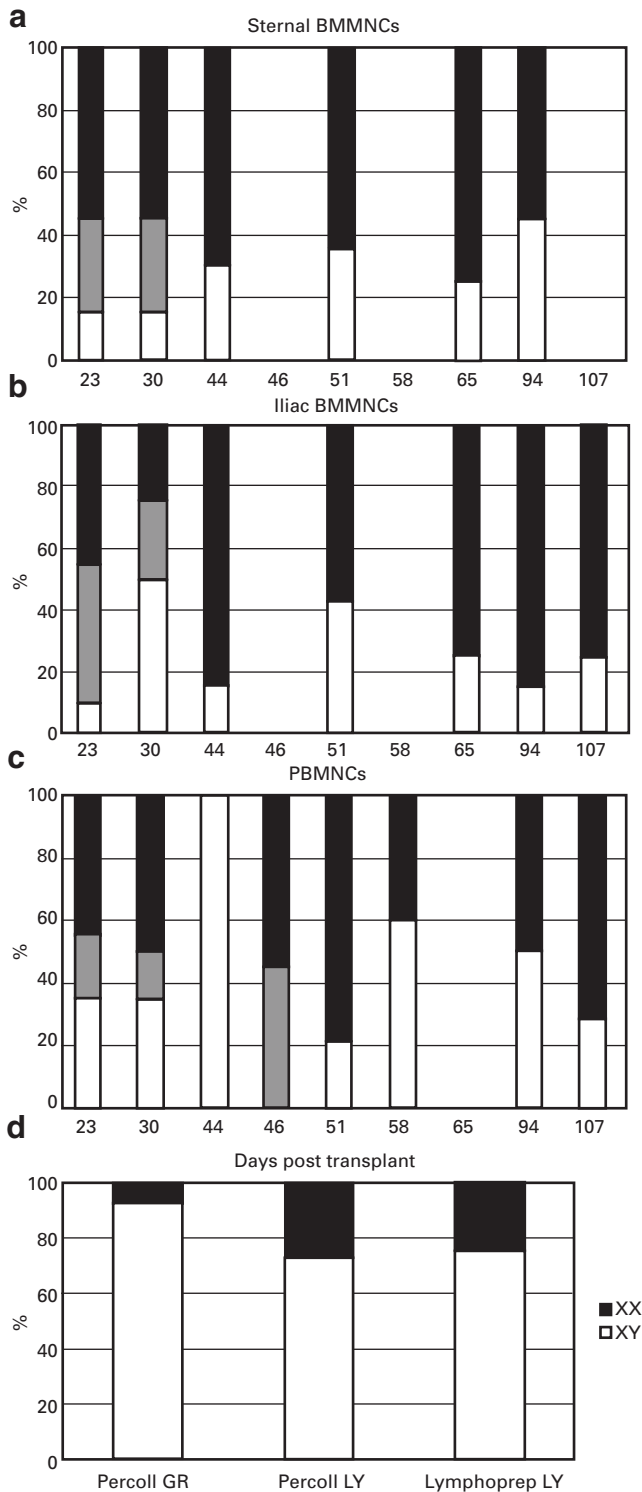 a
Sternal BMMNCs
100
80
60
40
20
0
%
23 30 44 46 51 58 65 94 107
b
Iliac BMMNCs
100
80
60
40
20
0
%
23 30 44 46 51 58 65 94 107
c
PBMNCs
100
80
60
40
20
0
%
23 30 44 46 51 58 65 94 107
Days post transplant
d
100
80
60
40
20
0
%
XX
XY
Percoll GR Percoll LY Lymphoprep LY